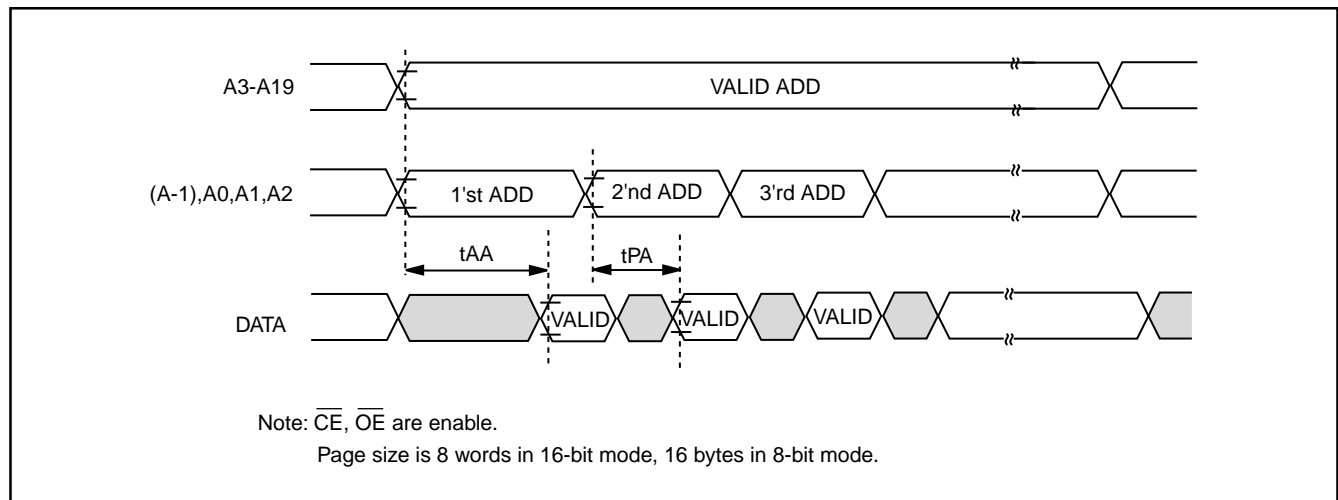 A3-A19
VALID ADD
(A-1),A0,A1,A2
1'st ADD
2'nd ADD
3'rd ADD
tAA
tPA
DATA
VALID
VALID
VALID
Note: C̅E̅, O̅E̅ are enable.
Page size is 8 words in 16-bit mode, 16 bytes in 8-bit mode.